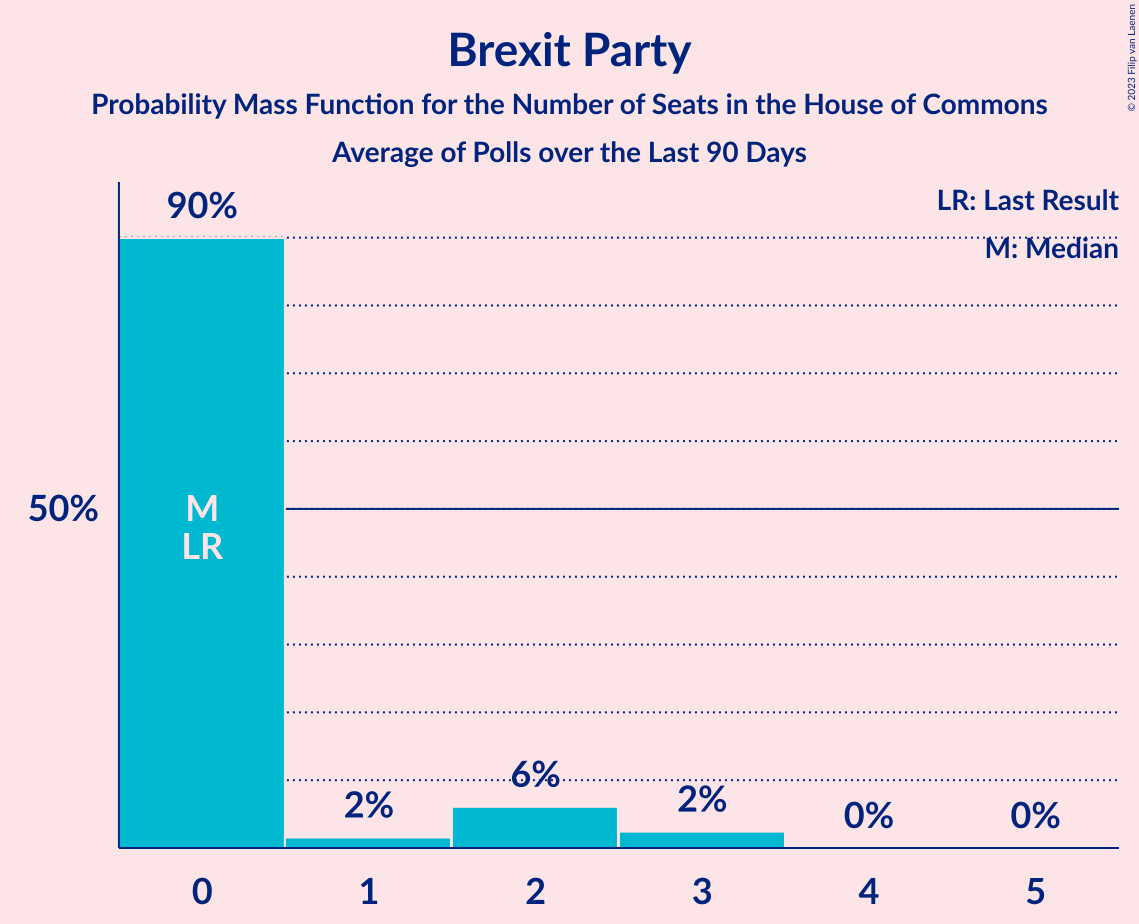 Brexit Party
Probability Mass Function for the Number of Seats in the House of Commons
Average of Polls over the Last 90 Days
© 2023 Filip van Laenen
LR: Last Result
M: Median
90%
50%
M
LR
2%
6%
2%
0%
0%
0 1 2 3 4 5